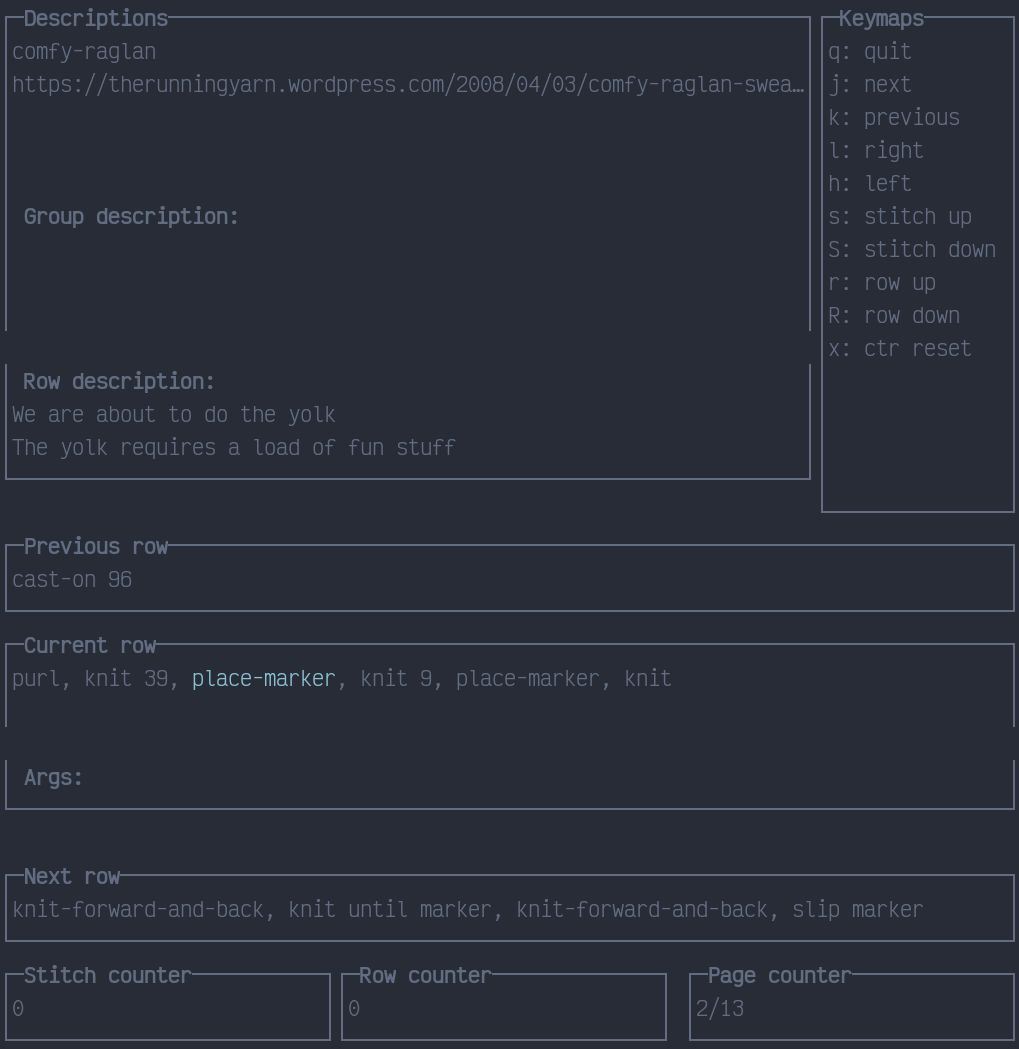 Descriptions
comfy-raglan
https://therunningyarn.wordpress.com/2008/04/03/comfy-raglan-swea…
Group description:
Row description:
We are about to do the yolk
The yolk requires a load of fun stuff
Keymaps
q: quit
j: next
k: previous
l: right
h: left
s: stitch up
S: stitch down
r: row up
R: row down
x: ctr reset
Previous row
cast-on 96
Current row
purl, knit 39, place-marker, knit 9, place-marker, knit
Args:
Next row
knit-forward-and-back, knit until marker, knit-forward-and-back, slip marker
Stitch counter
0
Row counter
0
Page counter
2/13